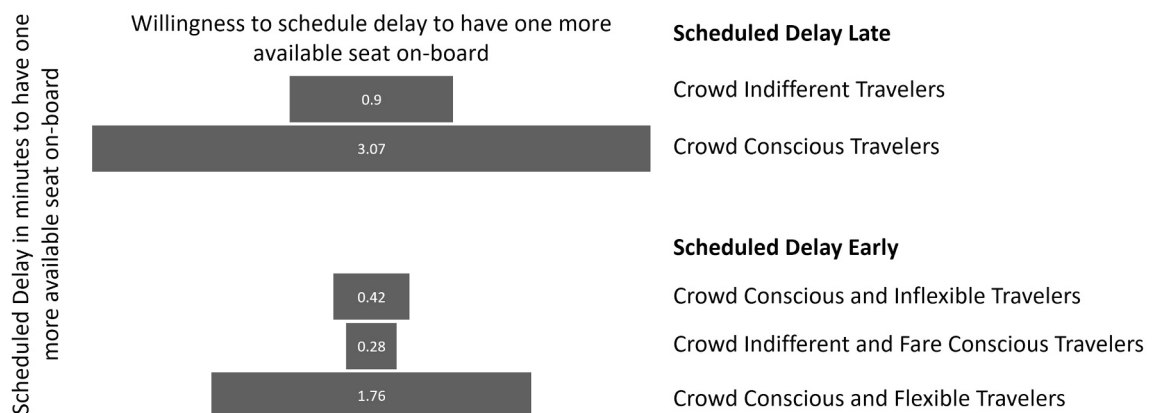 Scheduled Delay in minutes to have one
more available seat on-board
Willingness to schedule delay to have one more
available seat on-board
Scheduled Delay Late
0.9
Crowd Indifferent Travelers
3.07
Crowd Conscious Travelers
Scheduled Delay Early
0.42
Crowd Conscious and Inflexible Travelers
0.28
Crowd Indifferent and Fare Conscious Travelers
1.76
Crowd Conscious and Flexible Travelers